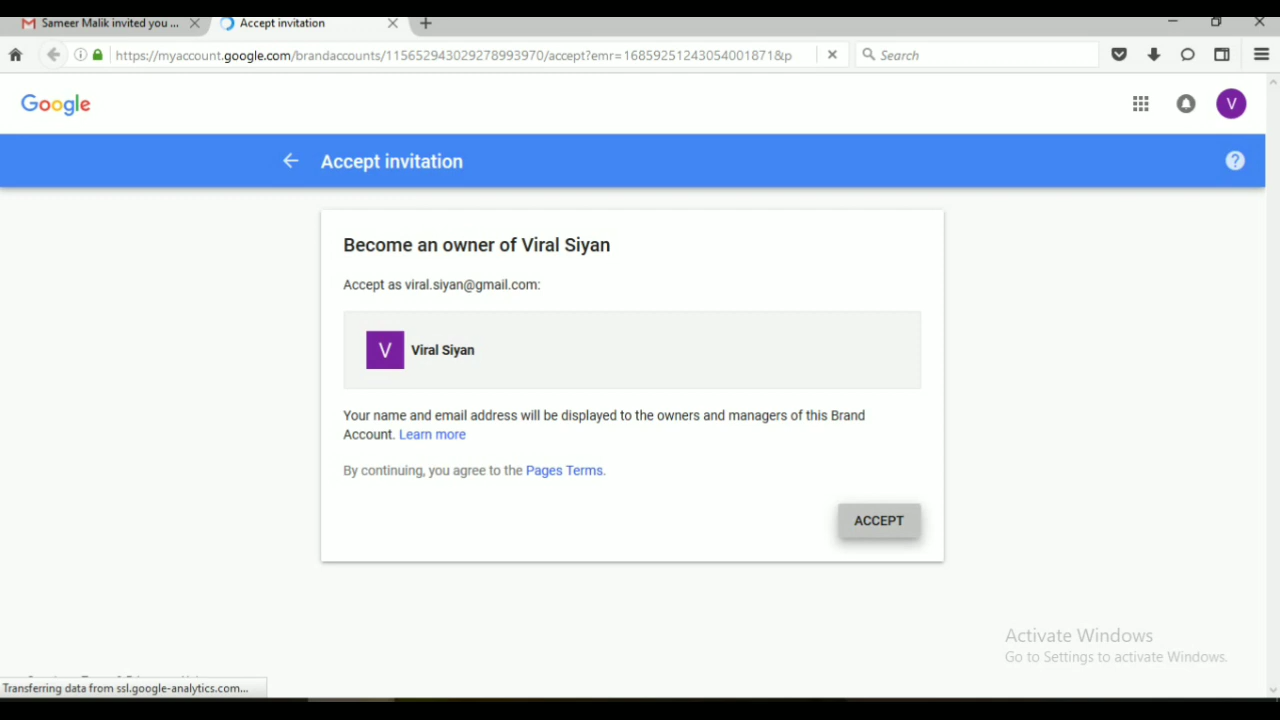 Sameer Malik invited you ...
Accept invitation
https://myaccount.google.com/brandaccounts/115652943029278993970/accept?emr=16859251243054001871&p
Search
Google
V
Accept invitation
Become an owner of Viral Siyan
Accept as viral.siyan@gmail.com:
V
Viral Siyan
Your name and email address will be displayed to the owners and managers of this Brand
Account. Learn more
By continuing, you agree to the Pages Terms.
ACCEPT
Activate Windows
Go to Settings to activate Windows.
Transferring data from ssl.google-analytics.com...